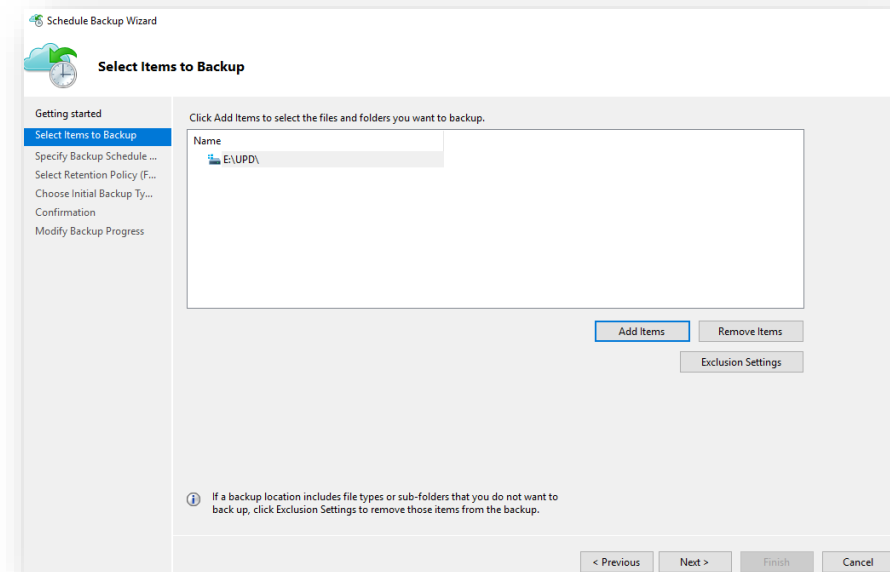 Schedule Backup Wizard
Select Items to Backup
Getting started
Select Items to Backup
Specify Backup Schedule ...
Select Retention Policy (F...
Choose Initial Backup Ty...
Confirmation
Modify Backup Progress
Click Add Items to select the files and folders you want to backup.
Name
E:\UPD\
Add Items
Remove Items
Exclusion Settings
If a backup location includes file types or sub-folders that you do not want to
back up, click Exclusion Settings to remove those items from the backup.
< Previous
Next >
Finish
Cancel